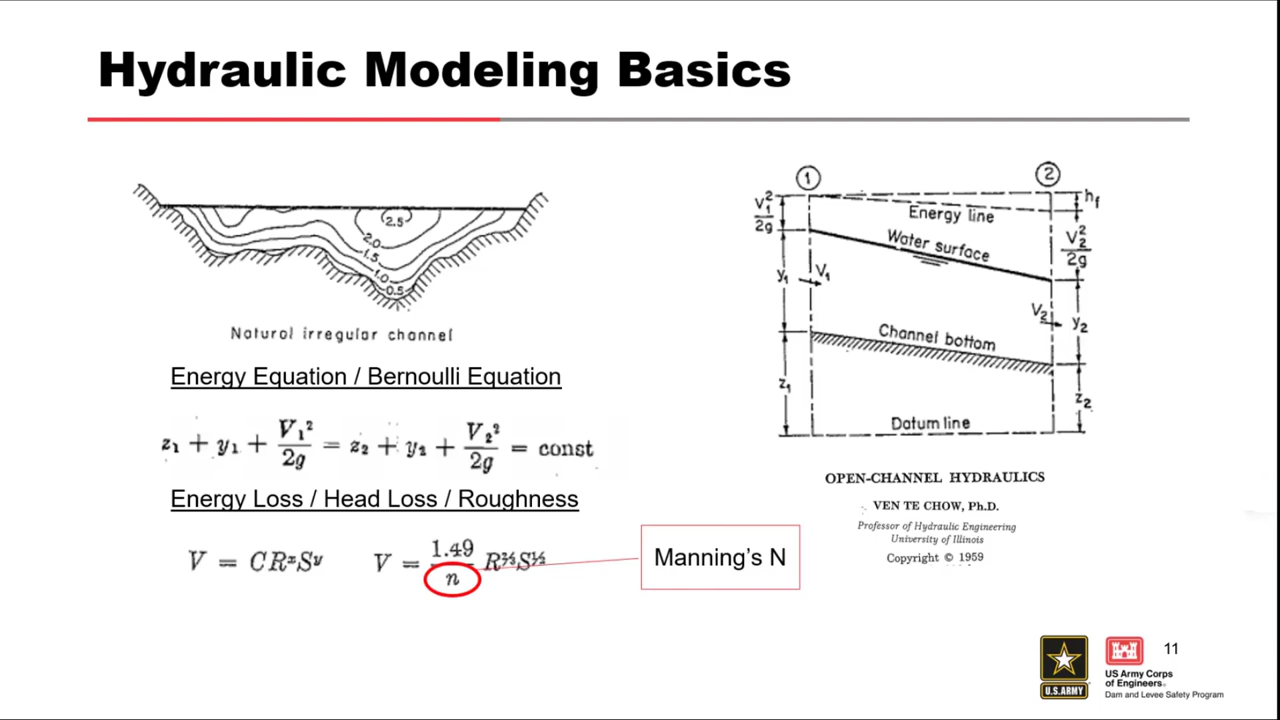 Hydraulic Modeling Basics
2.5
2.0
1.5
1.0
0.5
Natural irregular channel
Energy Equation / Bernoulli Equation
z₁ + y₁ + V₁²/2g = z₂ + y₂ + V₂²/2g = const
Energy Loss / Head Loss / Roughness
V = CRˣSʸ
V = 1.49/n R⅔S½
Manning's N
1
2
V₁²/2g
hf
Energy line
Water surface
V₂²/2g
y₁
V₁
V₂
y₂
Channel bottom
z₁
z₂
Datum line
OPEN-CHANNEL HYDRAULICS
VEN TE CHOW, Ph.D.
Professor of Hydraulic Engineering
University of Illinois
Copyright © 1959
11
U.S.ARMY
US Army Corps
of Engineers®
Dam and Levee Safety Program